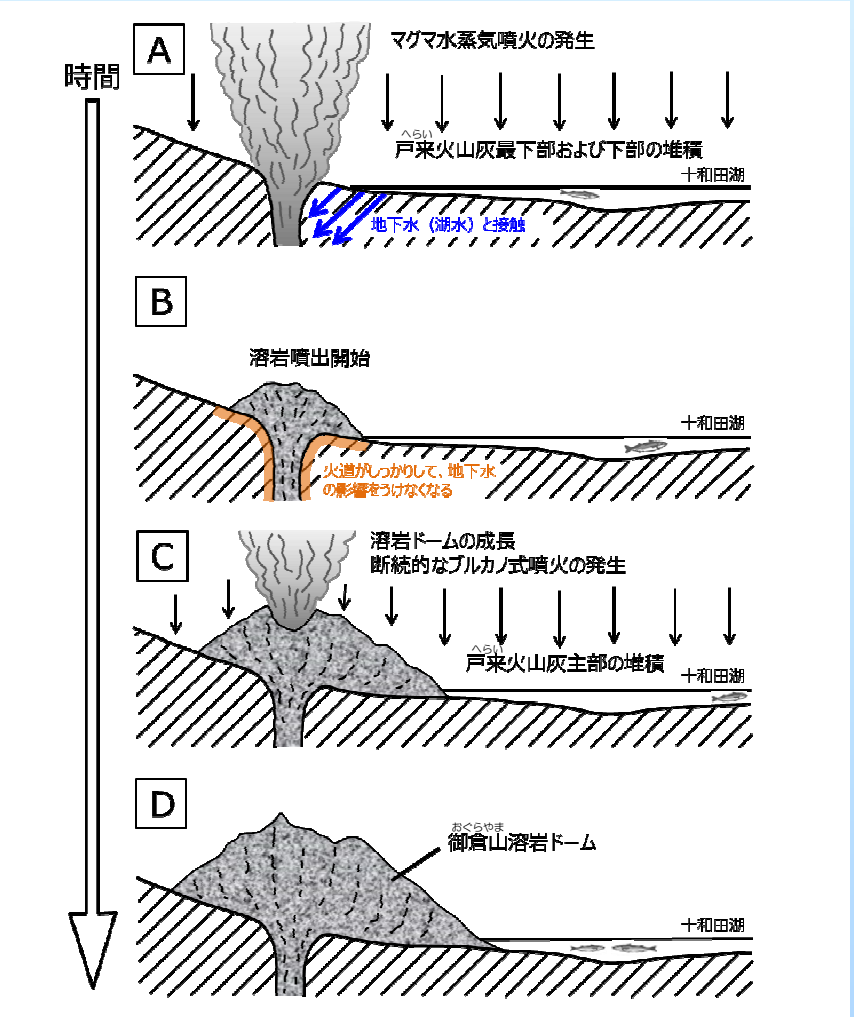 時間
A
マグマ水蒸気噴火の発生
へらい
戸来火山灰最下部および下部の堆積
十和田湖
地下水（湖水）と接触
B
溶岩噴出開始
十和田湖
火道がしっかりして、地下水
の影響をうけなくなる
C
溶岩ドームの成長
断続的なブルカノ式噴火の発生
へらい
戸来火山灰主部の堆積
十和田湖
D
おぐらやま
御倉山溶岩ドーム
十和田湖